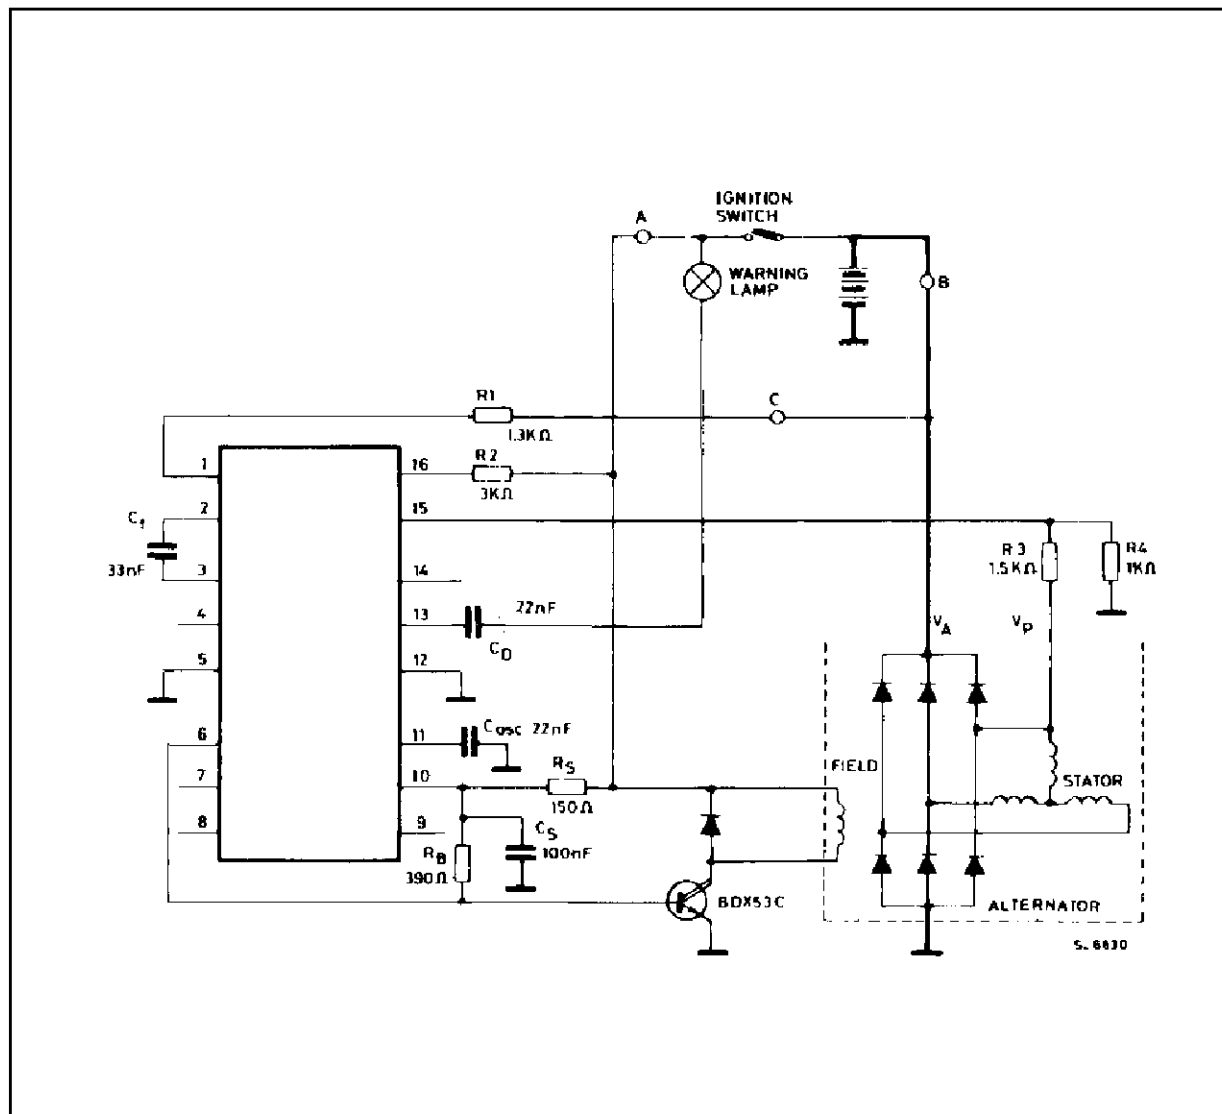 IGNITION
SWITCH
A
WARNING
LAMP
B
R1
1.3KΩ
C
R2
3KΩ
1
16
2
15
Cf
33nF
3
14
R3
1.5KΩ
R4
1KΩ
4
13
22nF
CD
VA
VP
5
12
6
11
Cosc 22nF
7
10
RS
150Ω
FIELD
STATOR
8
9
RB
390Ω
CS
100nF
BDX53C
ALTERNATOR
S-6630